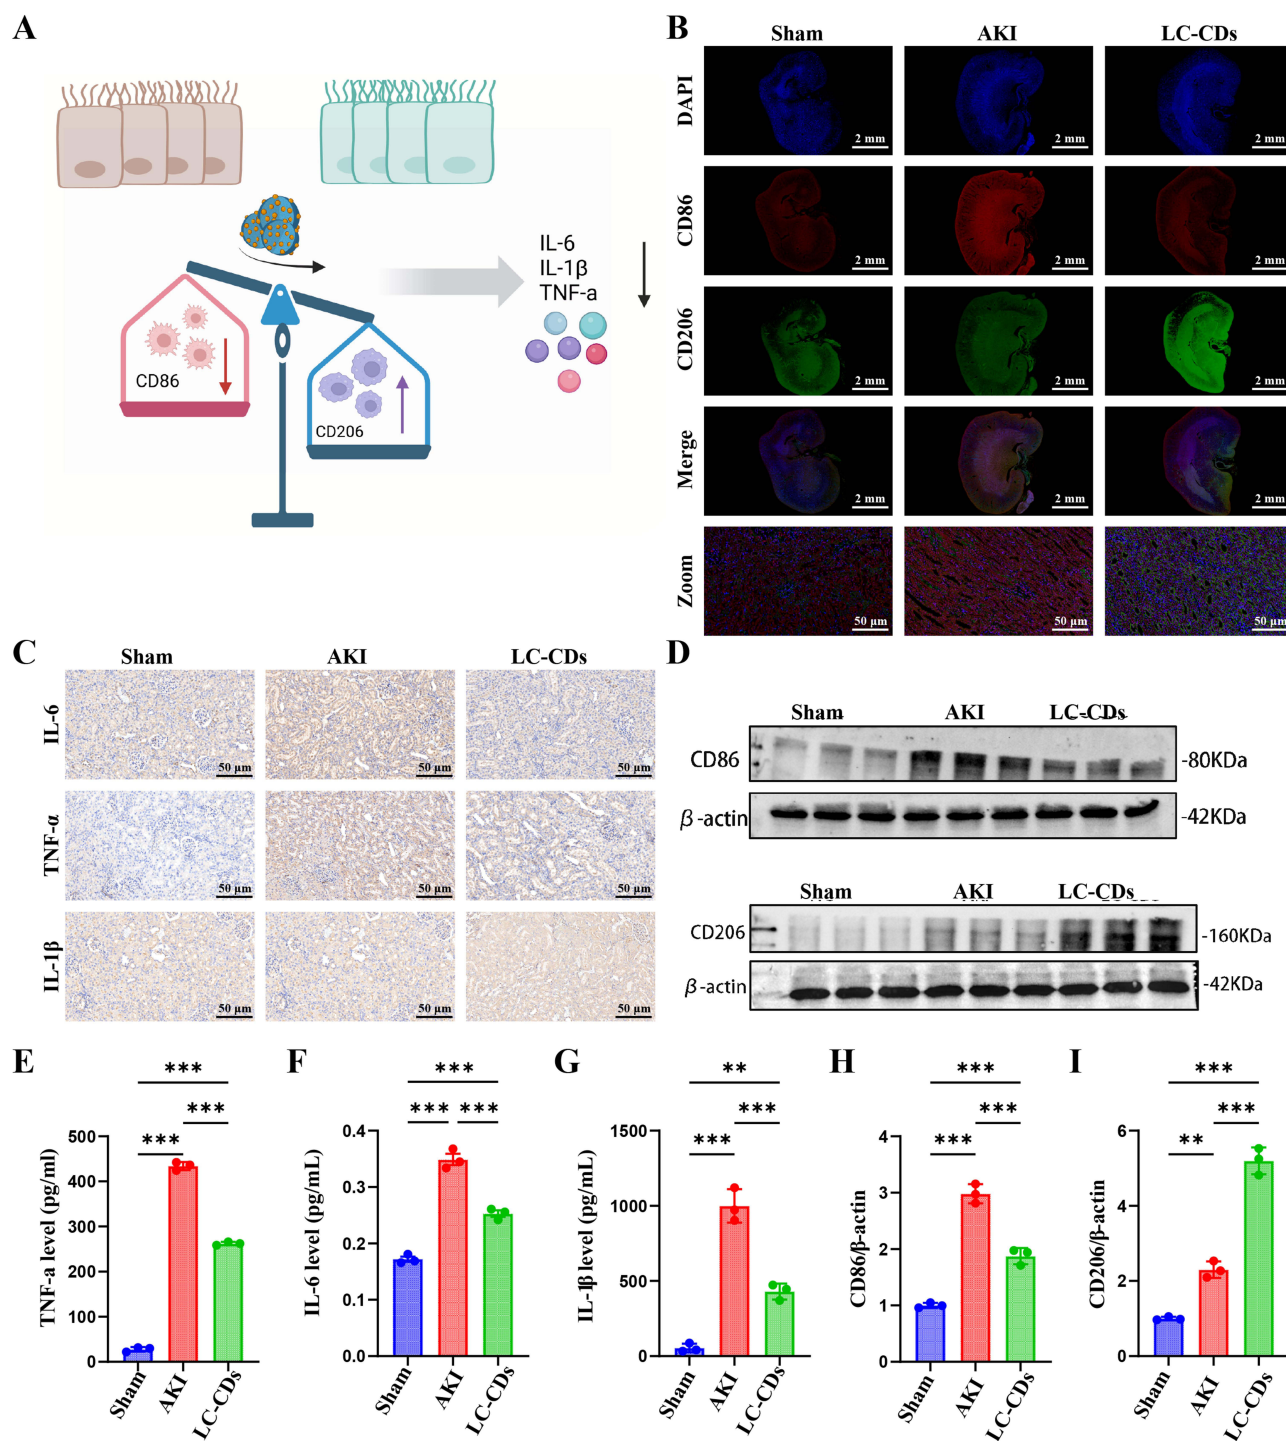 A
IL-6
IL-1β
TNF-a
CD86
CD206
B
Sham AKI LC-CDs
DAPI
2 mm 2 mm 2 mm
CD86
2 mm 2 mm 2 mm
CD206
2 mm 2 mm 2 mm
Merge
2 mm 2 mm 2 mm
Zoom
50 μm 50 μm 50 μm
C
Sham AKI LC-CDs
IL-6
50 μm 50 μm 50 μm
TNF-α
50 μm 50 μm 50 μm
IL-1β
50 μm 50 μm 50 μm
D
Sham AKI LC-CDs
CD86 -80KDa
β-actin -42KDa
Sham AKI LC-CDs
CD206 -160KDa
β-actin -42KDa
E
***
***
***
TNF-a level (pg/ml)
500
400
300
200
100
0
Sham AKI LC-CDs
F
***
*** ***
IL-6 level (pg/mL)
0.4
0.3
0.2
0.1
0.0
Sham AKI LC-CDs
G
**
***
***
IL-1β level (pg/mL)
1500
1000
500
0
Sham AKI LC-CDs
H
***
***
***
CD86/β-actin
4
3
2
1
0
Sham AKI LC-CDs
I
***
***
**
CD206/β-actin
6
4
2
0
Sham AKI LC-CDs